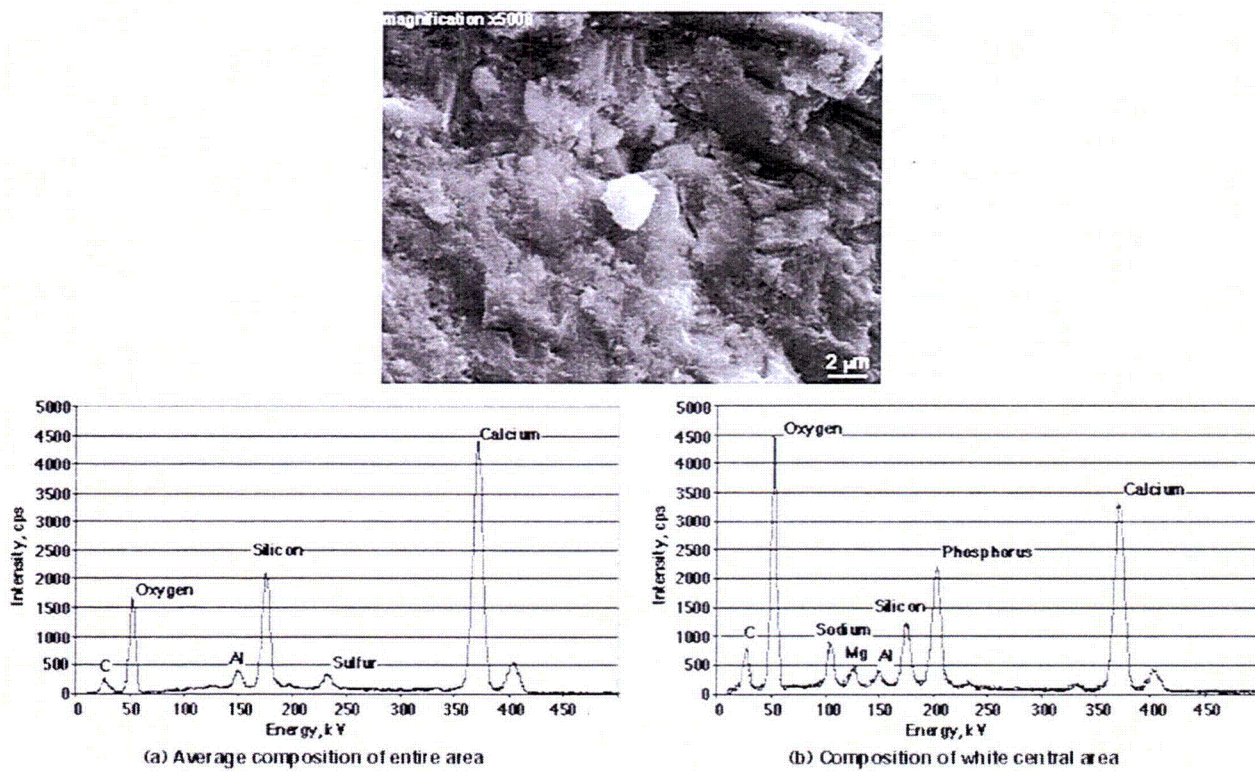 magnification x5000
2 µm
5000
4500
4000
3500
3000
2500
2000
1500
1000
500
0
Intensity, cps
C
Oxygen
Al
Silicon
Sulfur
Calcium
0 50 100 150 200 250 300 350 400 450
Energy, kV
(a) Average composition of entire area
5000
4500
4000
3500
3000
2500
2000
1500
1000
500
0
Intensity, cps
C
Oxygen
Sodium
Mg
Al
Silicon
Phosphorus
Calcium
0 50 100 150 200 250 300 350 400 450
Energy, kV
(b) Composition of white central area